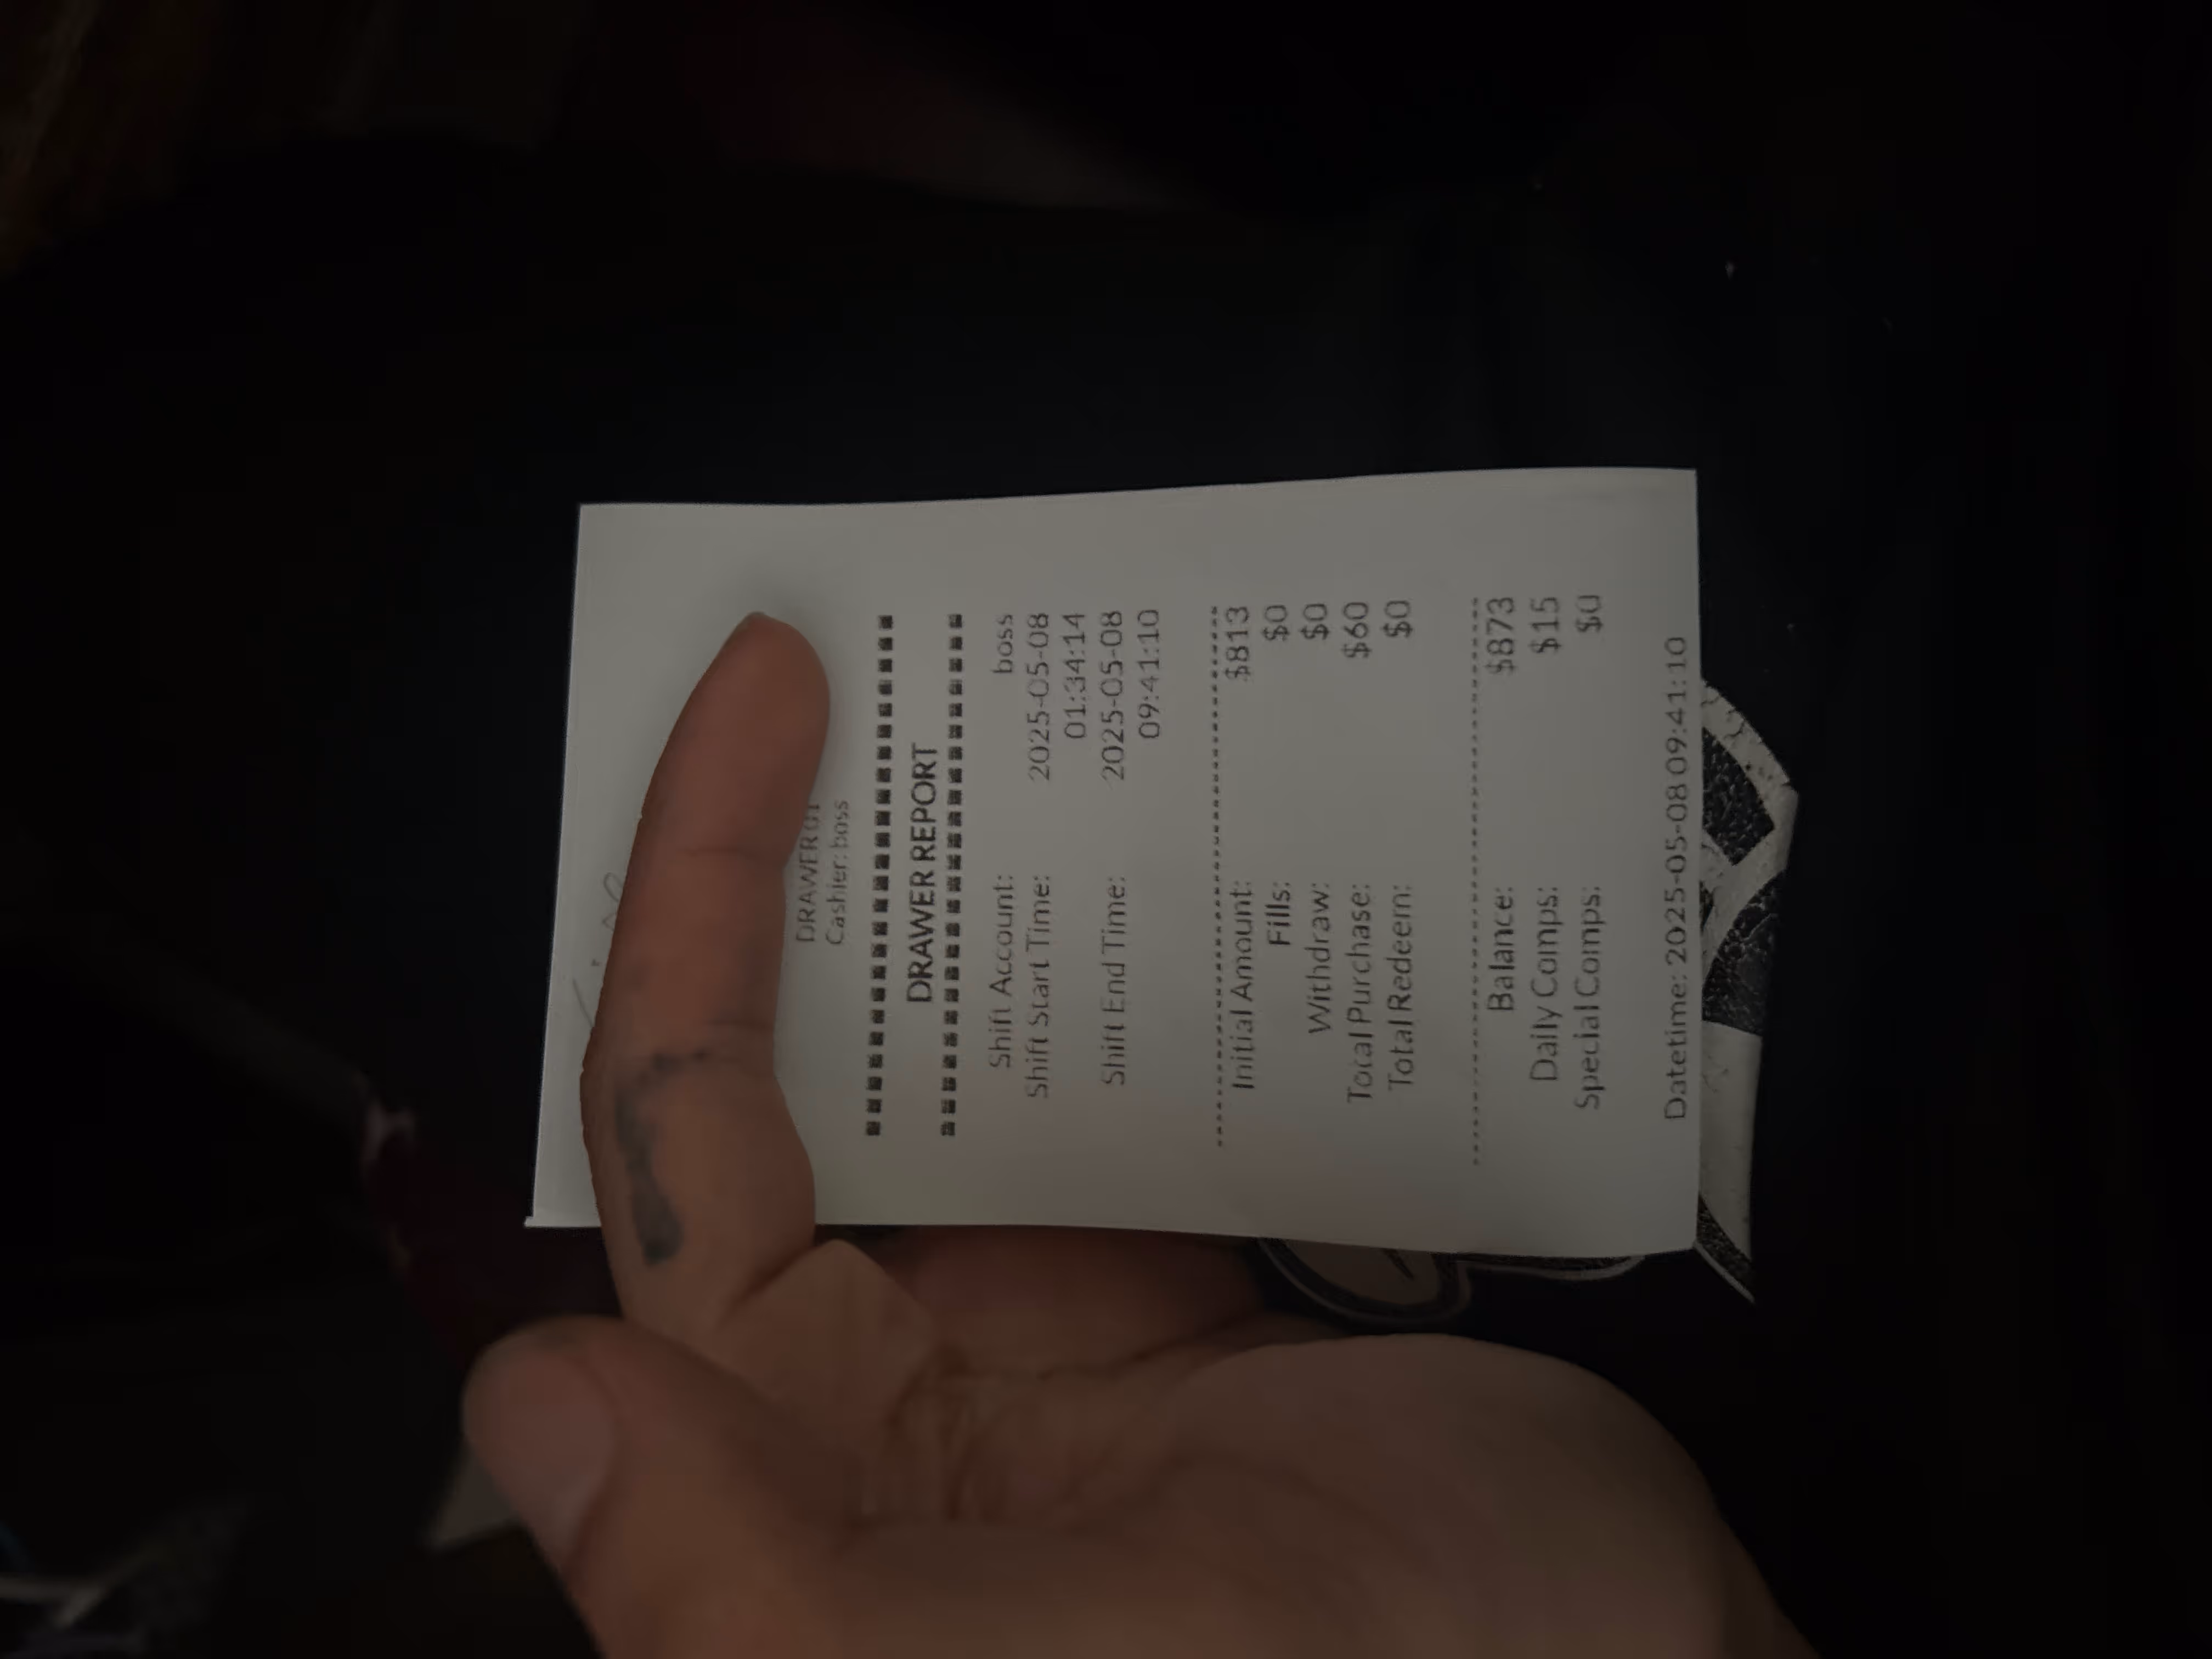 Cashier: boss
DRAWER REPORT
Shift Account: boss
Shift Start Time: 2025-05-08
01:34:14
Shift End Time: 2025-05-08
09:41:10
Initial Amount: $813
Fills: $0
Withdraw: $0
Total Purchase: $60
Total Redeem: $0
Balance: $873
Daily Comps: $15
Special Comps: $0
Datetime: 2025-05-08 09:41:10